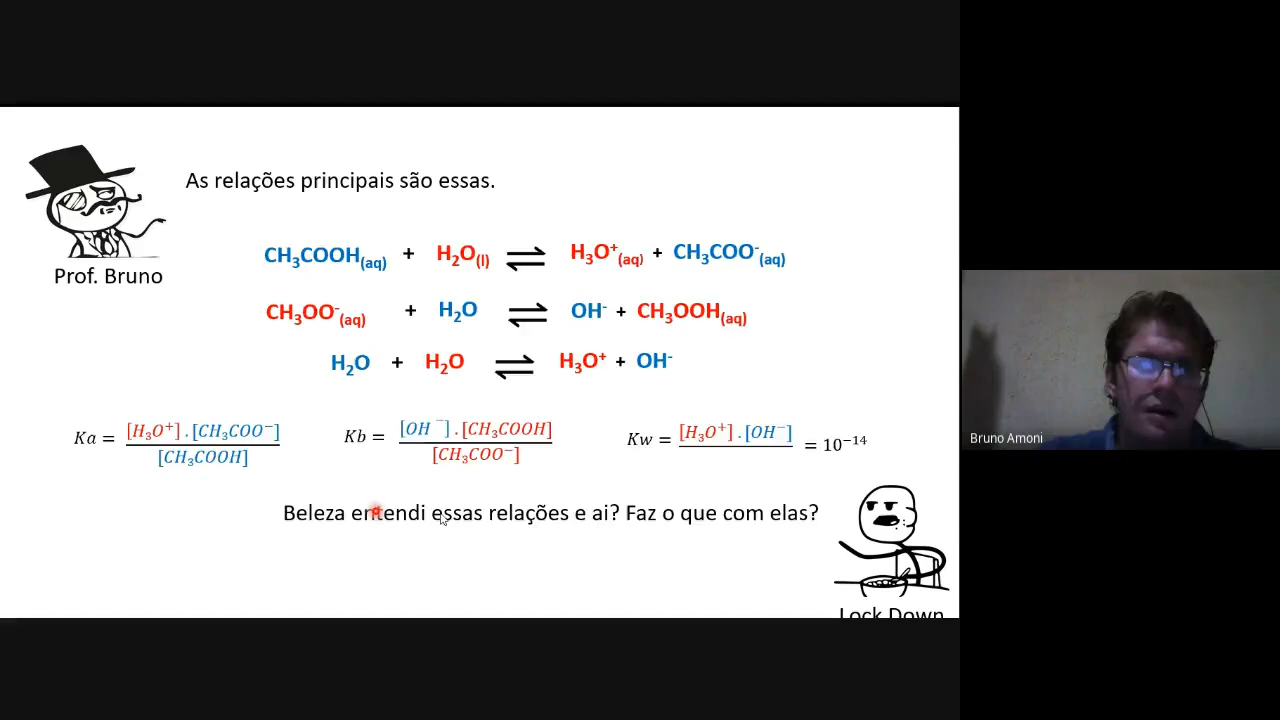 As relações principais são essas.
Prof. Bruno
CH₃COOH(aq) + H₂O(l) ⇌ H₃O⁺(aq) + CH₃COO⁻(aq)
CH₃OO⁻(aq) + H₂O ⇌ OH⁻ + CH₃OOH(aq)
H₂O + H₂O ⇌ H₃O⁺ + OH⁻
Ka = [H₃O⁺] . [CH₃COO⁻] / [CH₃COOH]
Kb = [OH⁻] . [CH₃COOH] / [CH₃COO⁻]
Kw = [H₃O⁺] . [OH⁻] = 10⁻¹⁴
Bruno Amoni
Beleza entendi essas relações e ai? Faz o que com elas?
Lock Down